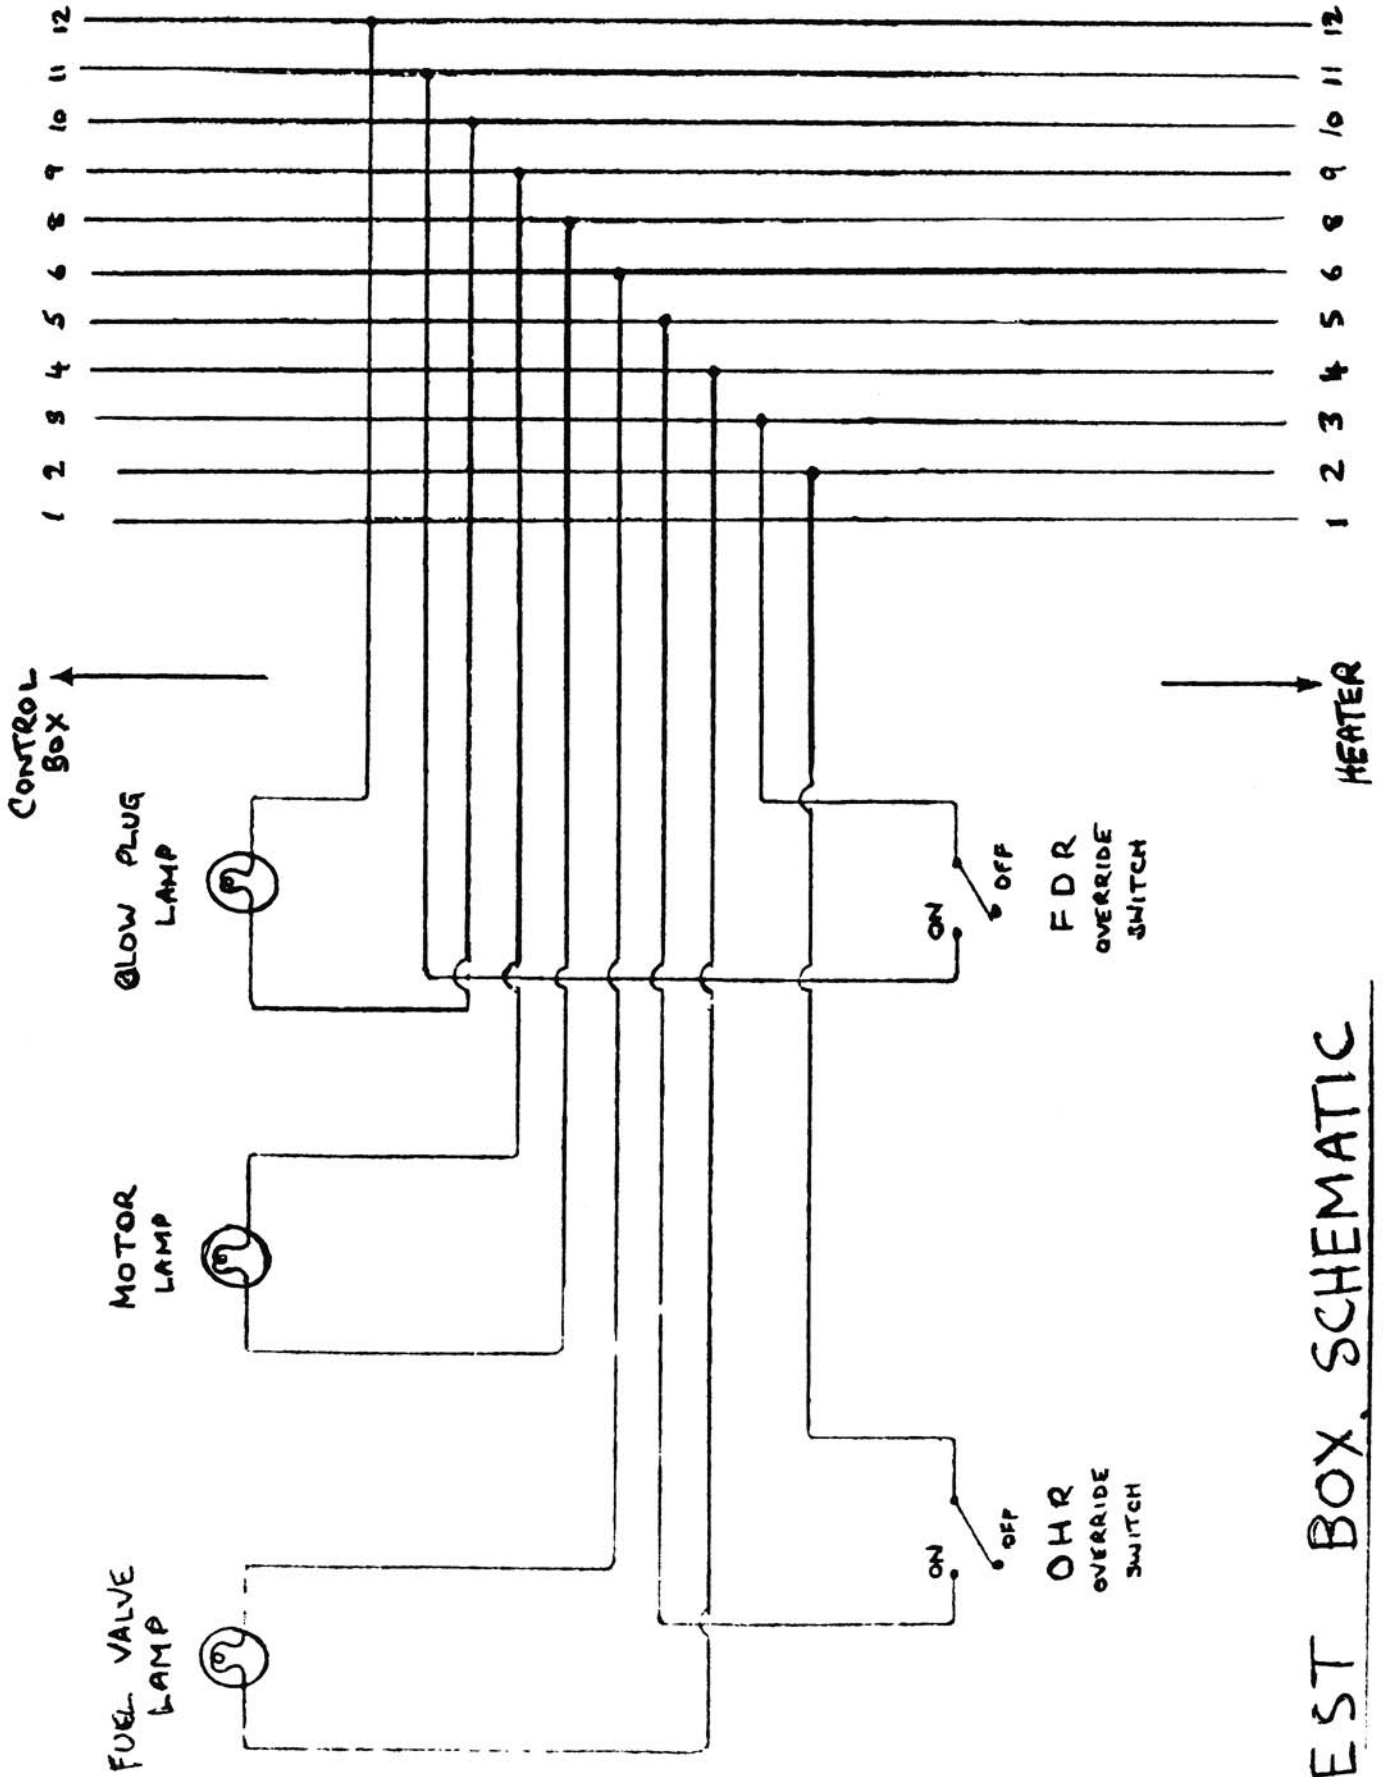 CONTROL
BOX
1 2 3 4 5 6 8 9 10 11 12
FUEL VALVE
LAMP
MOTOR
LAMP
GLOW PLUG
LAMP
ON
OFF
OHR
OVERRIDE
SWITCH
ON
OFF
FDR
OVERRIDE
SWITCH
HEATER
1 2 3 4 5 6 8 9 10 11 12
EST BOX. SCHEMATIC